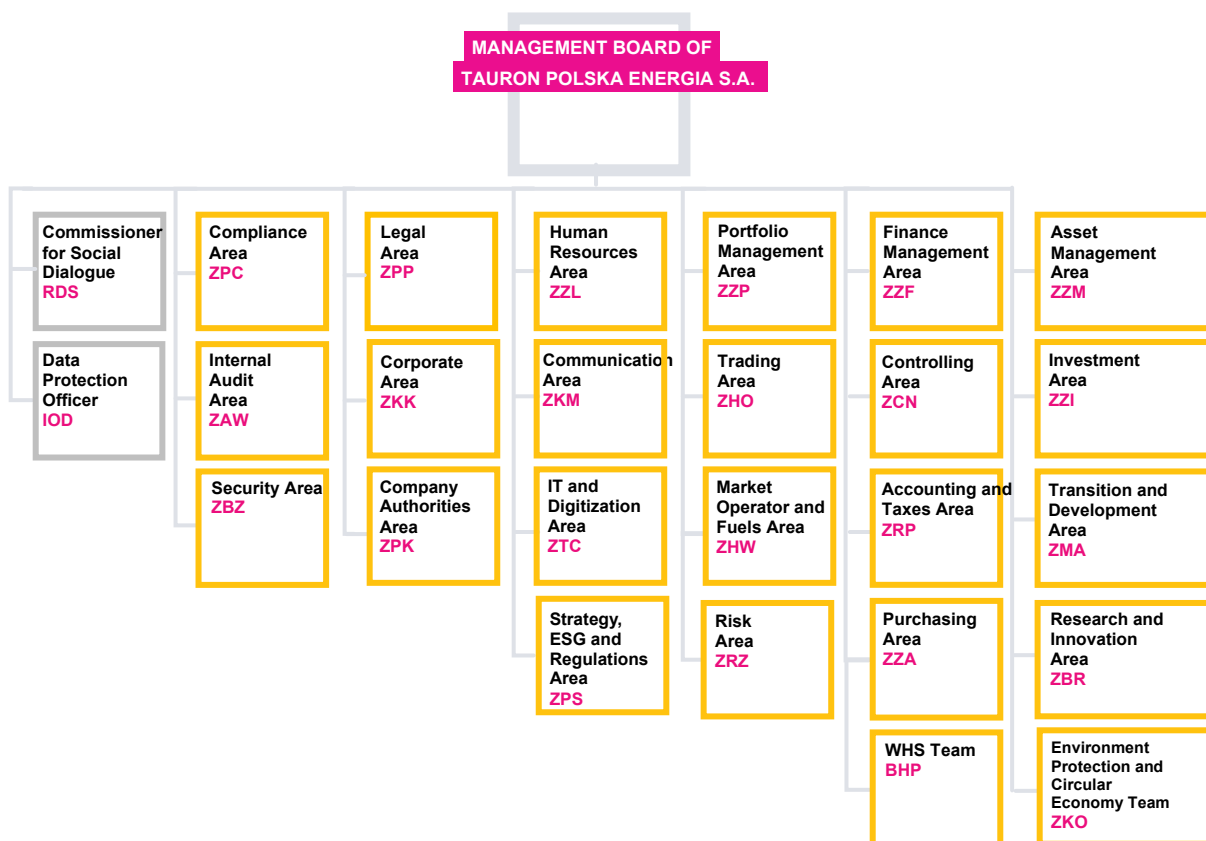 MANAGEMENT BOARD OF
TAURON POLSKA ENERGIA S.A.
Commissioner
for Social
Dialogue
RDS
Data
Protection
Officer
IOD
Compliance
Area
ZPC
Internal
Audit
Area
ZAW
Security Area
ZBZ
Legal
Area
ZPP
Corporate
Area
ZKK
Company
Authorities
Area
ZPK
Human
Resources
Area
ZZL
Communication
Area
ZKM
IT and
Digitization
Area
ZTC
Strategy,
ESG and
Regulations
Area
ZPS
Portfolio
Management
Area
ZZP
Trading
Area
ZHO
Market
Operator and
Fuels Area
ZHW
Risk
Area
ZRZ
Finance
Management
Area
ZZF
Controlling
Area
ZCN
Accounting and
Taxes Area
ZRP
Purchasing
Area
ZZA
WHS Team
BHP
Asset
Management
Area
ZZM
Investment
Area
ZZI
Transition and
Development
Area
ZMA
Research and
Innovation
Area
ZBR
Environment
Protection and
Circular
Economy Team
ZKO